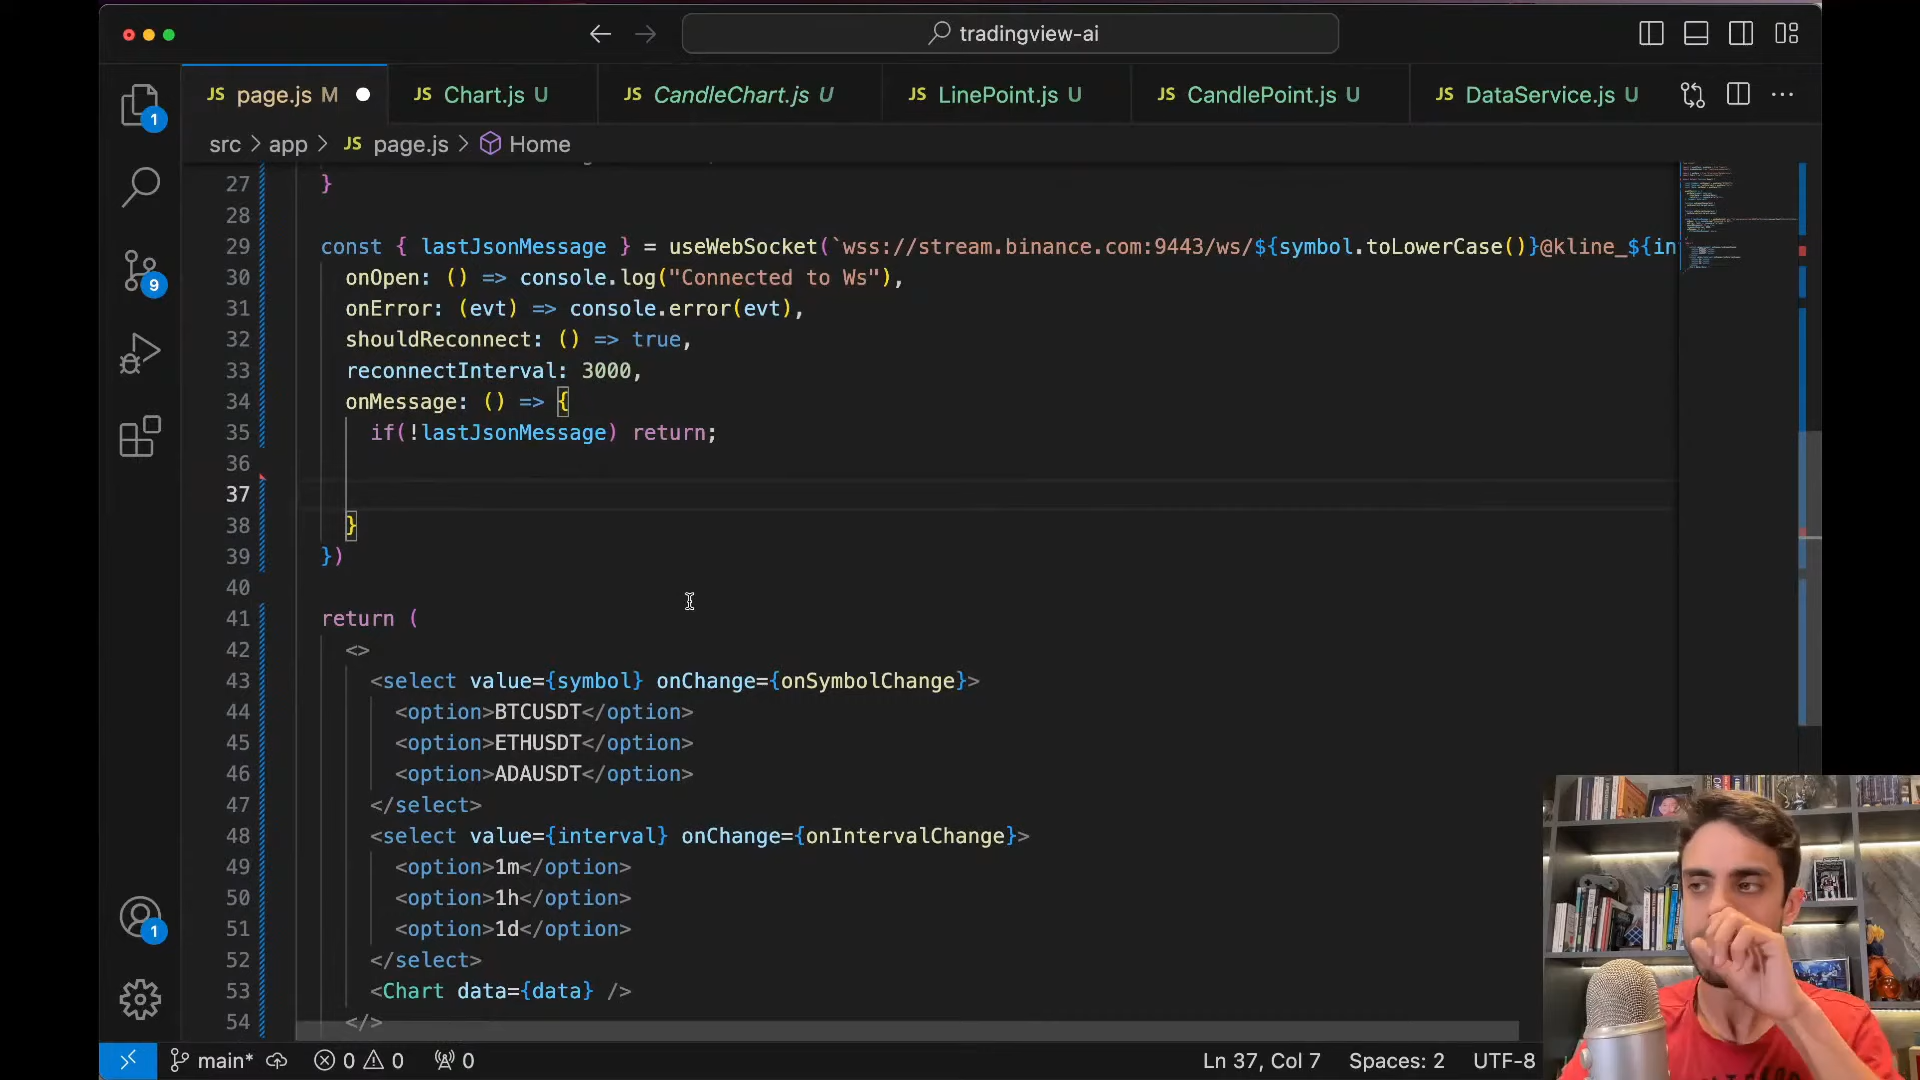 tradingview-ai
JS page.js M
JS Chart.js U
JS CandleChart.js U
JS LinePoint.js U
JS CandlePoint.js U
JS DataService.js U
src > app > JS page.js > Home
1
9
1
27 }
28
29 const { lastJsonMessage } = useWebSocket(`wss://stream.binance.com:9443/ws/${symbol.toLowerCase()}@kline_${in
30 onOpen: () => console.log("Connected to Ws"),
31 onError: (evt) => console.error(evt),
32 shouldReconnect: () => true,
33 reconnectInterval: 3000,
34 onMessage: () => {
35 if(!lastJsonMessage) return;
36
37
38 }
39 })
40
41 return (
42 <>
43 <select value={symbol} onChange={onSymbolChange}>
44 <option>BTCUSDT</option>
45 <option>ETHUSDT</option>
46 <option>ADAUSDT</option>
47 </select>
48 <select value={interval} onChange={onIntervalChange}>
49 <option>1m</option>
50 <option>1h</option>
51 <option>1d</option>
52 </select>
53 <Chart data={data} />
54 </>
main* 0 0 0 Ln 37, Col 7 Spaces: 2 UTF-8